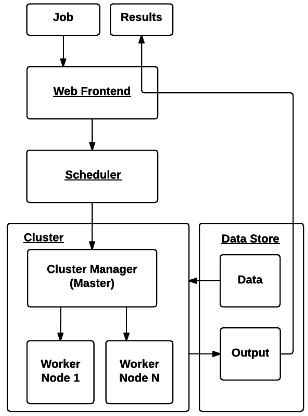 Job
Results
Web Frontend
Scheduler
Cluster
Data Store
Cluster Manager
(Master)
Data
Worker
Node 1
Worker
Node N
Output